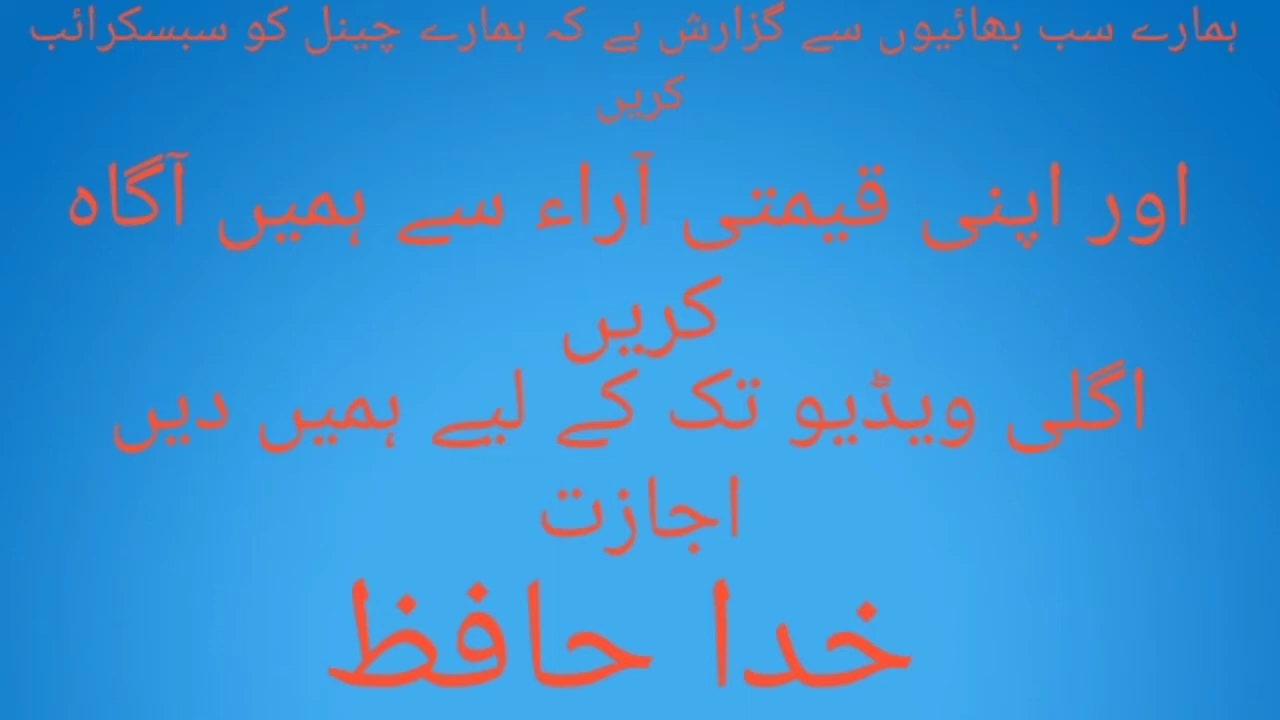 ہمارے سب بھائیوں سے گزارش ہے کہ ہمارے چینل کو سبسکرائب
کریں
اور اپنی قیمتی آراء سے ہمیں آگاہ
کریں
اگلی ویڈیو تک کے لیے ہمیں دیں
اجازت
خدا حافظ